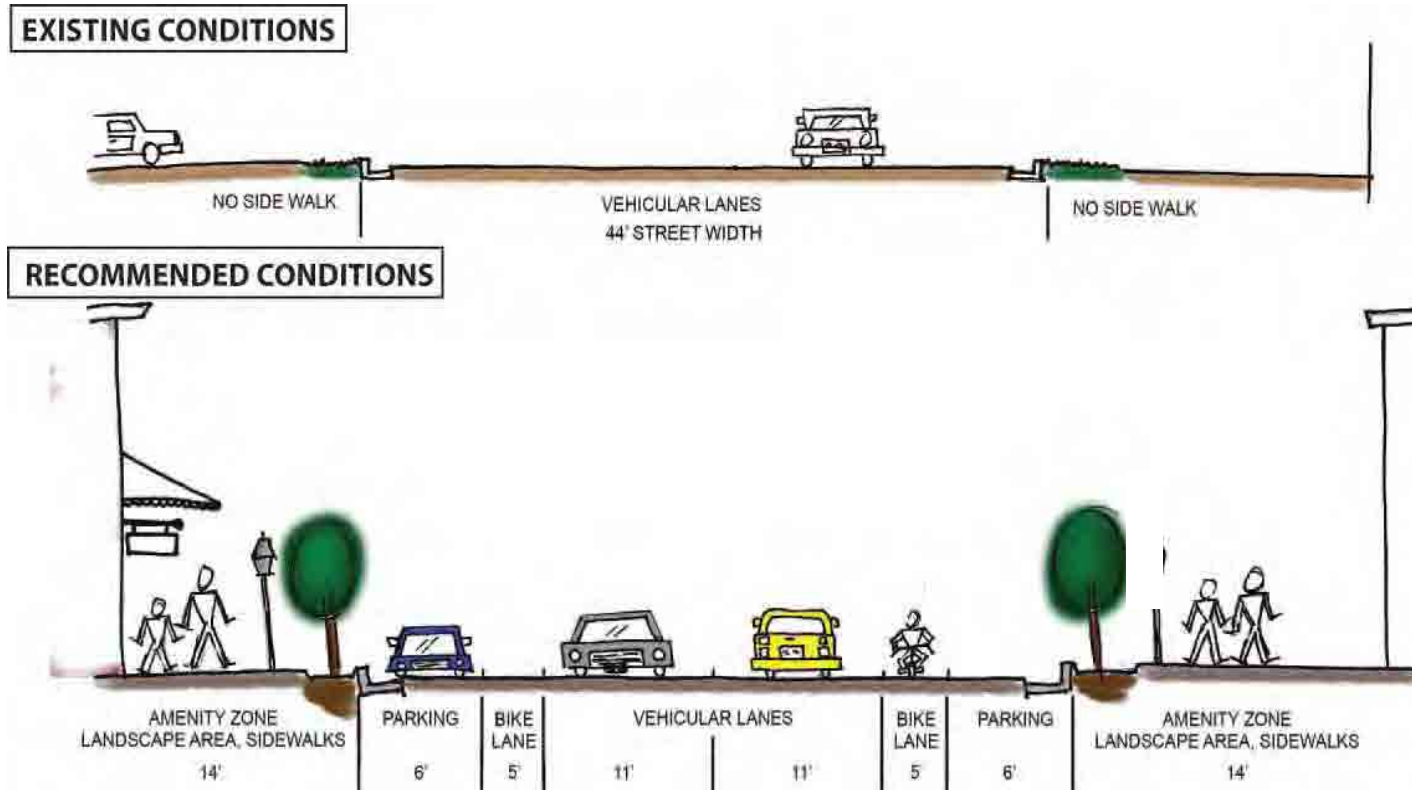 EXISTING CONDITIONS
NO SIDE WALK
VEHICULAR LANES
44' STREET WIDTH
NO SIDE WALK
RECOMMENDED CONDITIONS
AMENITY ZONE
LANDSCAPE AREA, SIDEWALKS
14'
PARKING
6'
BIKE
LANE
5'
VEHICULAR LANES
11'
11'
BIKE
LANE
5'
PARKING
6'
AMENITY ZONE
LANDSCAPE AREA, SIDEWALKS
14'